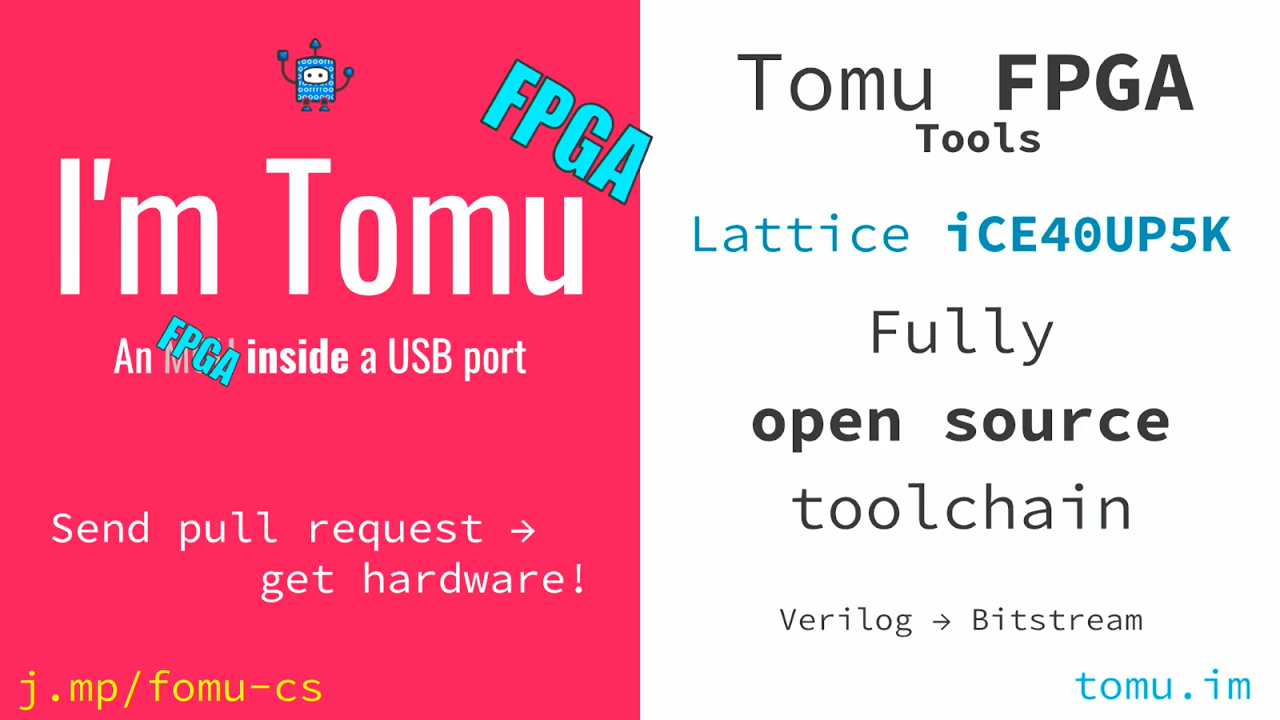 FPGA
I'm Tomu
An FPGA inside a USB port
Send pull request →
get hardware!
j.mp/fomu-cs
Tomu FPGA
Tools
Lattice iCE40UP5K
Fully
open source
toolchain
Verilog → Bitstream
tomu.im